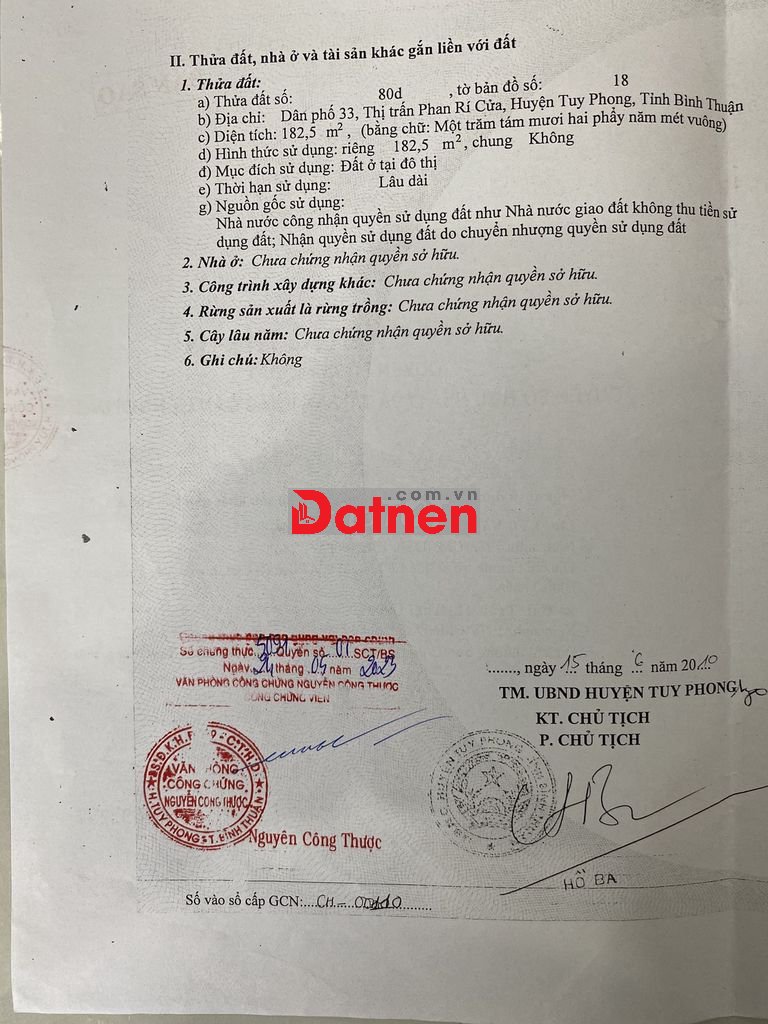 II. Thửa đất, nhà ở và tài sản khác gắn liền với đất
1. Thửa đất:
a) Thửa đất số: 80d , tờ bản đồ số: 18
b) Địa chỉ: Dân phố 33, Thị trấn Phan Rí Cửa, Huyện Tuy Phong, Tỉnh Bình Thuận
c) Diện tích: 182,5 m², (bằng chữ: Một trăm tám mươi hai phẩy năm mét vuông)
d) Hình thức sử dụng: riêng 182,5 m², chung Không
đ) Mục đích sử dụng: Đất ở tại đô thị
e) Thời hạn sử dụng: Lâu dài
g) Nguồn gốc sử dụng:
Nhà nước công nhận quyền sử dụng đất như Nhà nước giao đất không thu tiền sử
dụng đất; Nhận quyền sử dụng đất do chuyển nhượng quyền sử dụng đất
2. Nhà ở: Chưa chứng nhận quyền sở hữu.
3. Công trình xây dựng khác: Chưa chứng nhận quyền sở hữu.
4. Rừng sản xuất là rừng trồng: Chưa chứng nhận quyền sở hữu.
5. Cây lâu năm: Chưa chứng nhận quyền sở hữu.
6. Ghi chú: Không
.com.vn
Datnen
Số chứng thực Quyển số 01 SCT/BS
Ngày 24 tháng 05 năm 2023
VĂN PHÒNG CÔNG CHỨNG NGUYỄN CÔNG THƯỢC
CÔNG CHỨNG VIÊN
......., ngày 15 tháng 6 năm 2010
TM. UBND HUYỆN TUY PHONG
KT. CHỦ TỊCH
P. CHỦ TỊCH
VĂN PHÒNG
CÔNG CHỨNG
NGUYỄN CÔNG THƯỢC
H.TUY PHONG - T.BÌNH THUẬN
Nguyễn Công Thược
HỒ BA
Số vào sổ cấp GCN:....CH-